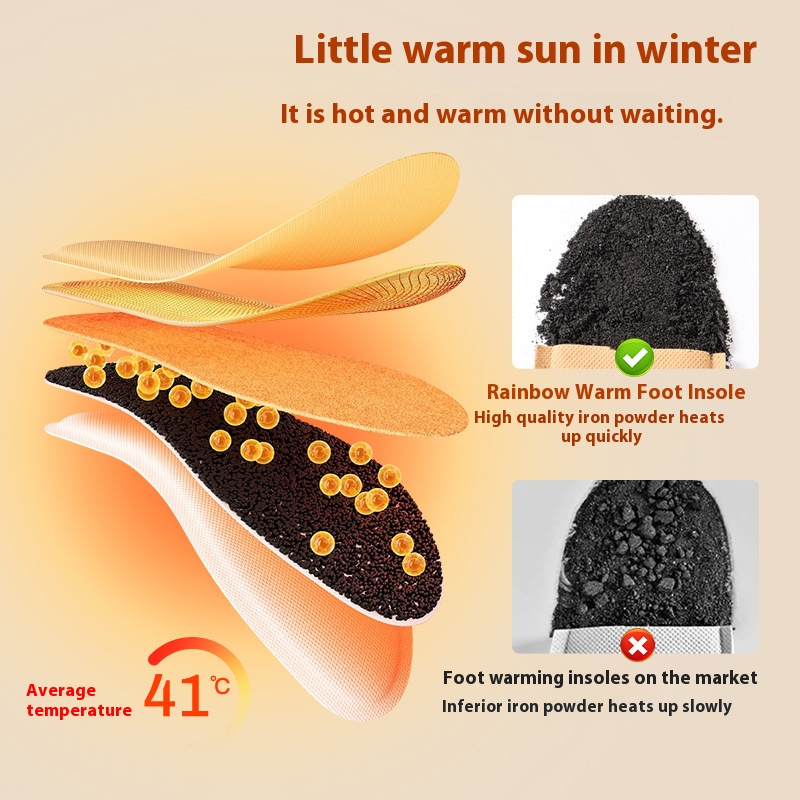 Little warm sun in winter
It is hot and warm without waiting.
Rainbow Warm Foot Insole
High quality iron powder heats
up quickly
Foot warming insoles on the market
Inferior iron powder heats up slowly
Average
temperature
41℃